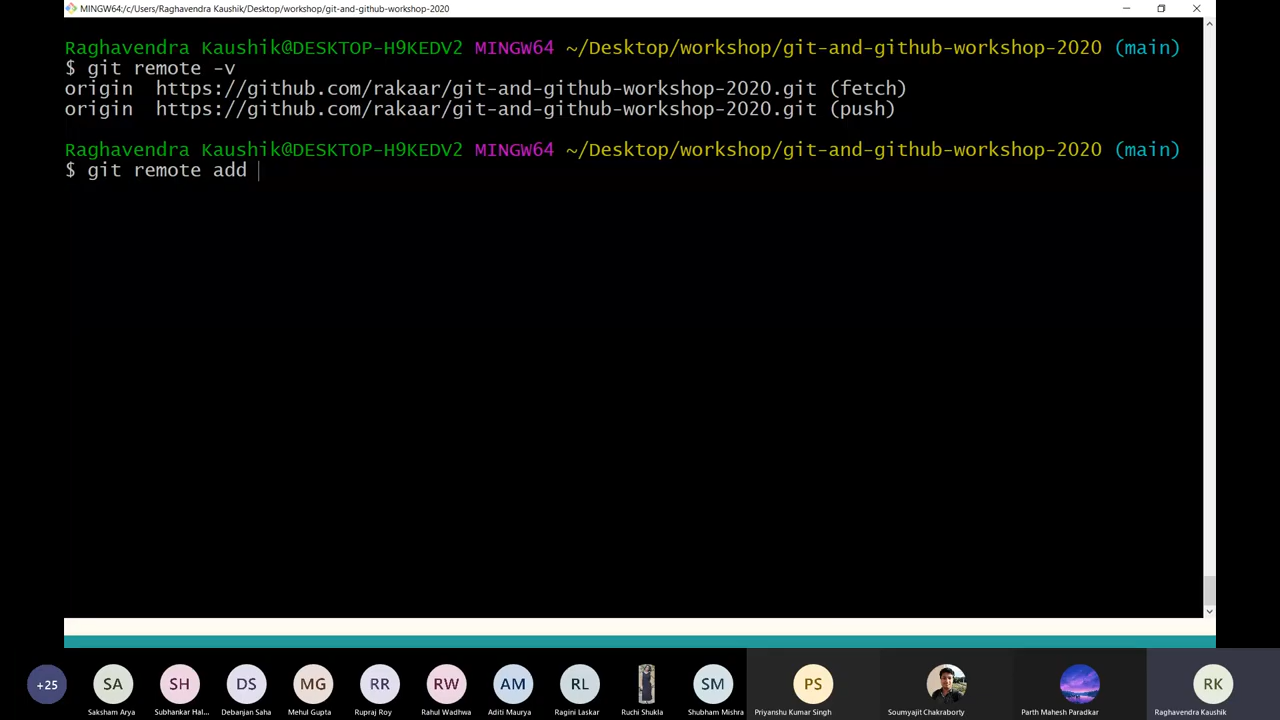 MINGW64:/c/Users/Raghavendra Kaushik/Desktop/workshop/git-and-github-workshop-2020
Raghavendra Kaushik@DESKTOP-H9KEDV2 MINGW64 ~/Desktop/workshop/git-and-github-workshop-2020 (main)
$ git remote -v
origin  https://github.com/rakaar/git-and-github-workshop-2020.git (fetch)
origin  https://github.com/rakaar/git-and-github-workshop-2020.git (push)
Raghavendra Kaushik@DESKTOP-H9KEDV2 MINGW64 ~/Desktop/workshop/git-and-github-workshop-2020 (main)
$ git remote add
+25 SA SH DS MG RR RW AM RL SM PS RK
Saksham Arya Subhankar Hal... Debanjan Saha Mehul Gupta Rupraj Roy Rahul Wadhwa Aditi Maurya Ragini Laskar Ruchi Shukla Shubham Mishra Priyanshu Kumar Singh Soumyajit Chakraborty Parth Mahesh Paradkar Raghavendra Kaushik